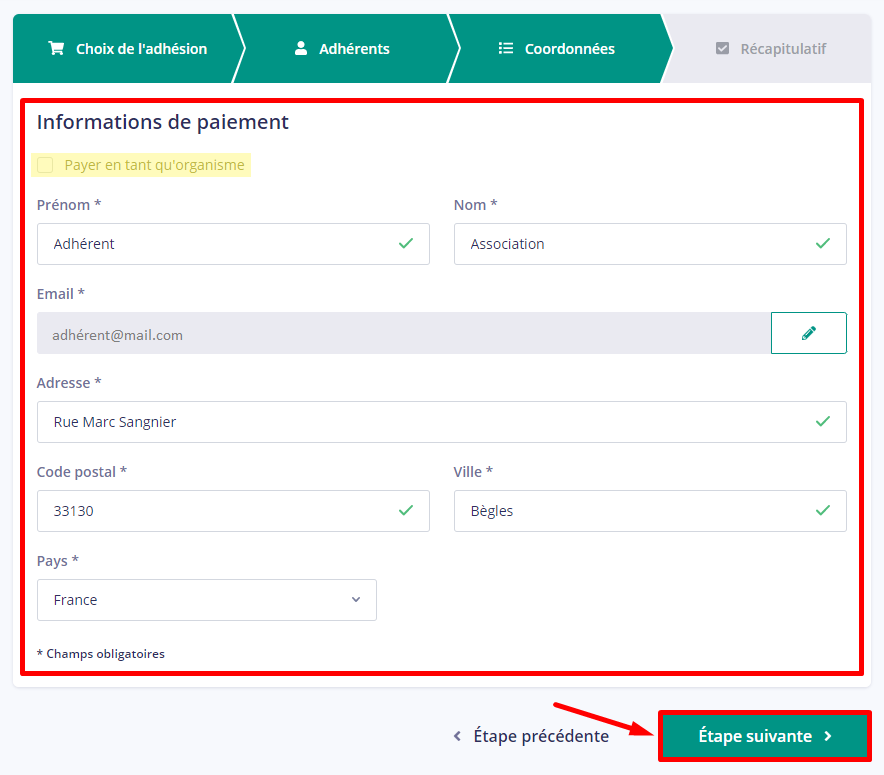 Choix de l'adhésion Adhérents Coordonnées Récapitulatif
Informations de paiement
Payer en tant qu'organisme
Prénom * Nom *
Adhérent Association
Email *
adhérent@mail.com
Adresse *
Rue Marc Sangnier
Code postal * Ville *
33130 Bègles
Pays *
France
* Champs obligatoires
Étape précédente Étape suivante